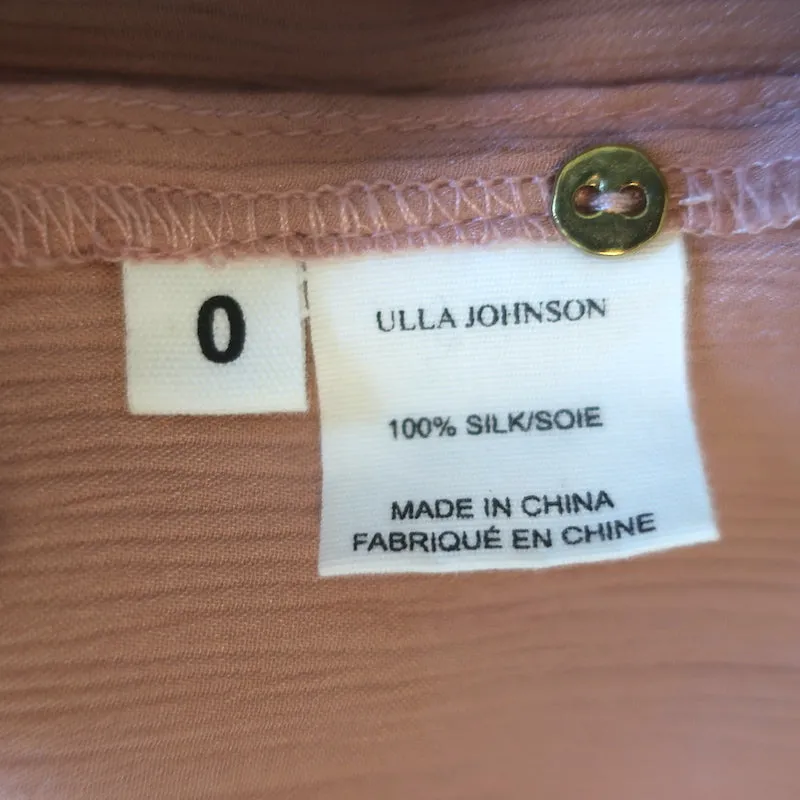 0
ULLA JOHNSON
100% SILK/SOIE
MADE IN CHINA
FABRIQUÉ EN CHINE